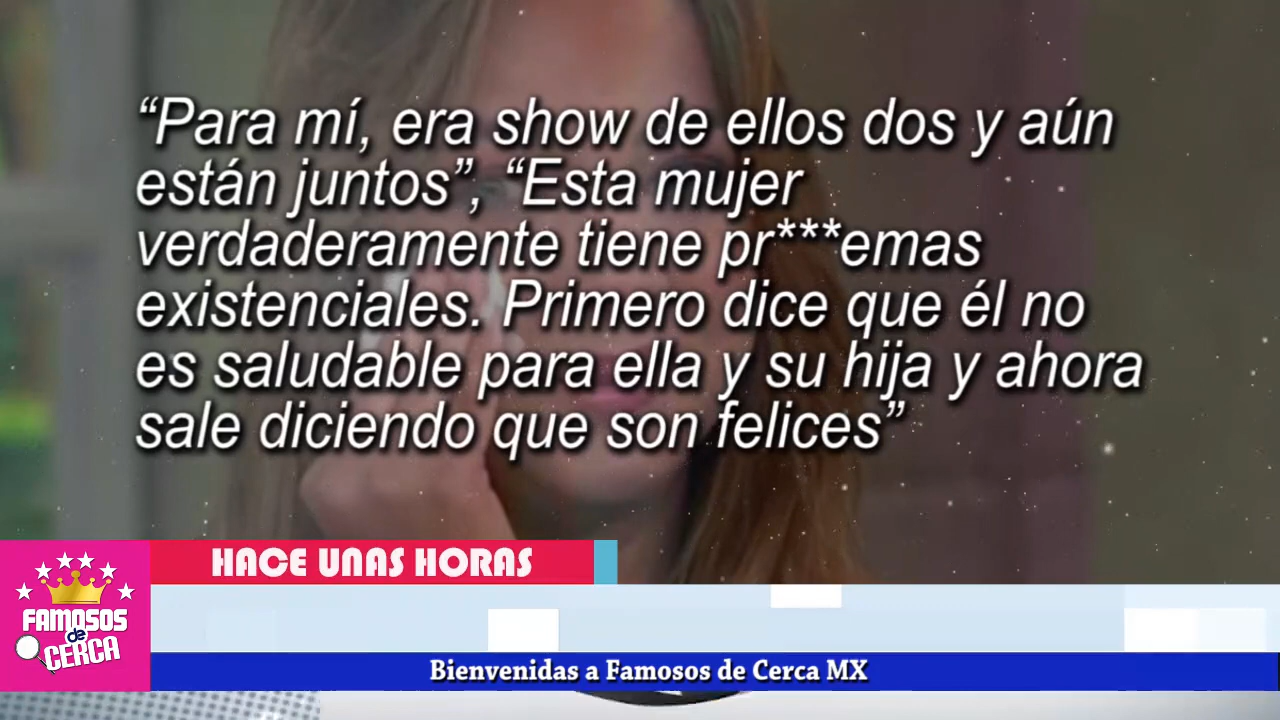 “Para mí, era show de ellos dos y aún
están juntos”, “Esta mujer
verdaderamente tiene pr***emas
existenciales. Primero dice que él no
es saludable para ella y su hija y ahora
sale diciendo que son felices”
HACE UNAS HORAS
FAMOSOS
de
CERCA
Bienvenidas a Famosos de Cerca MX